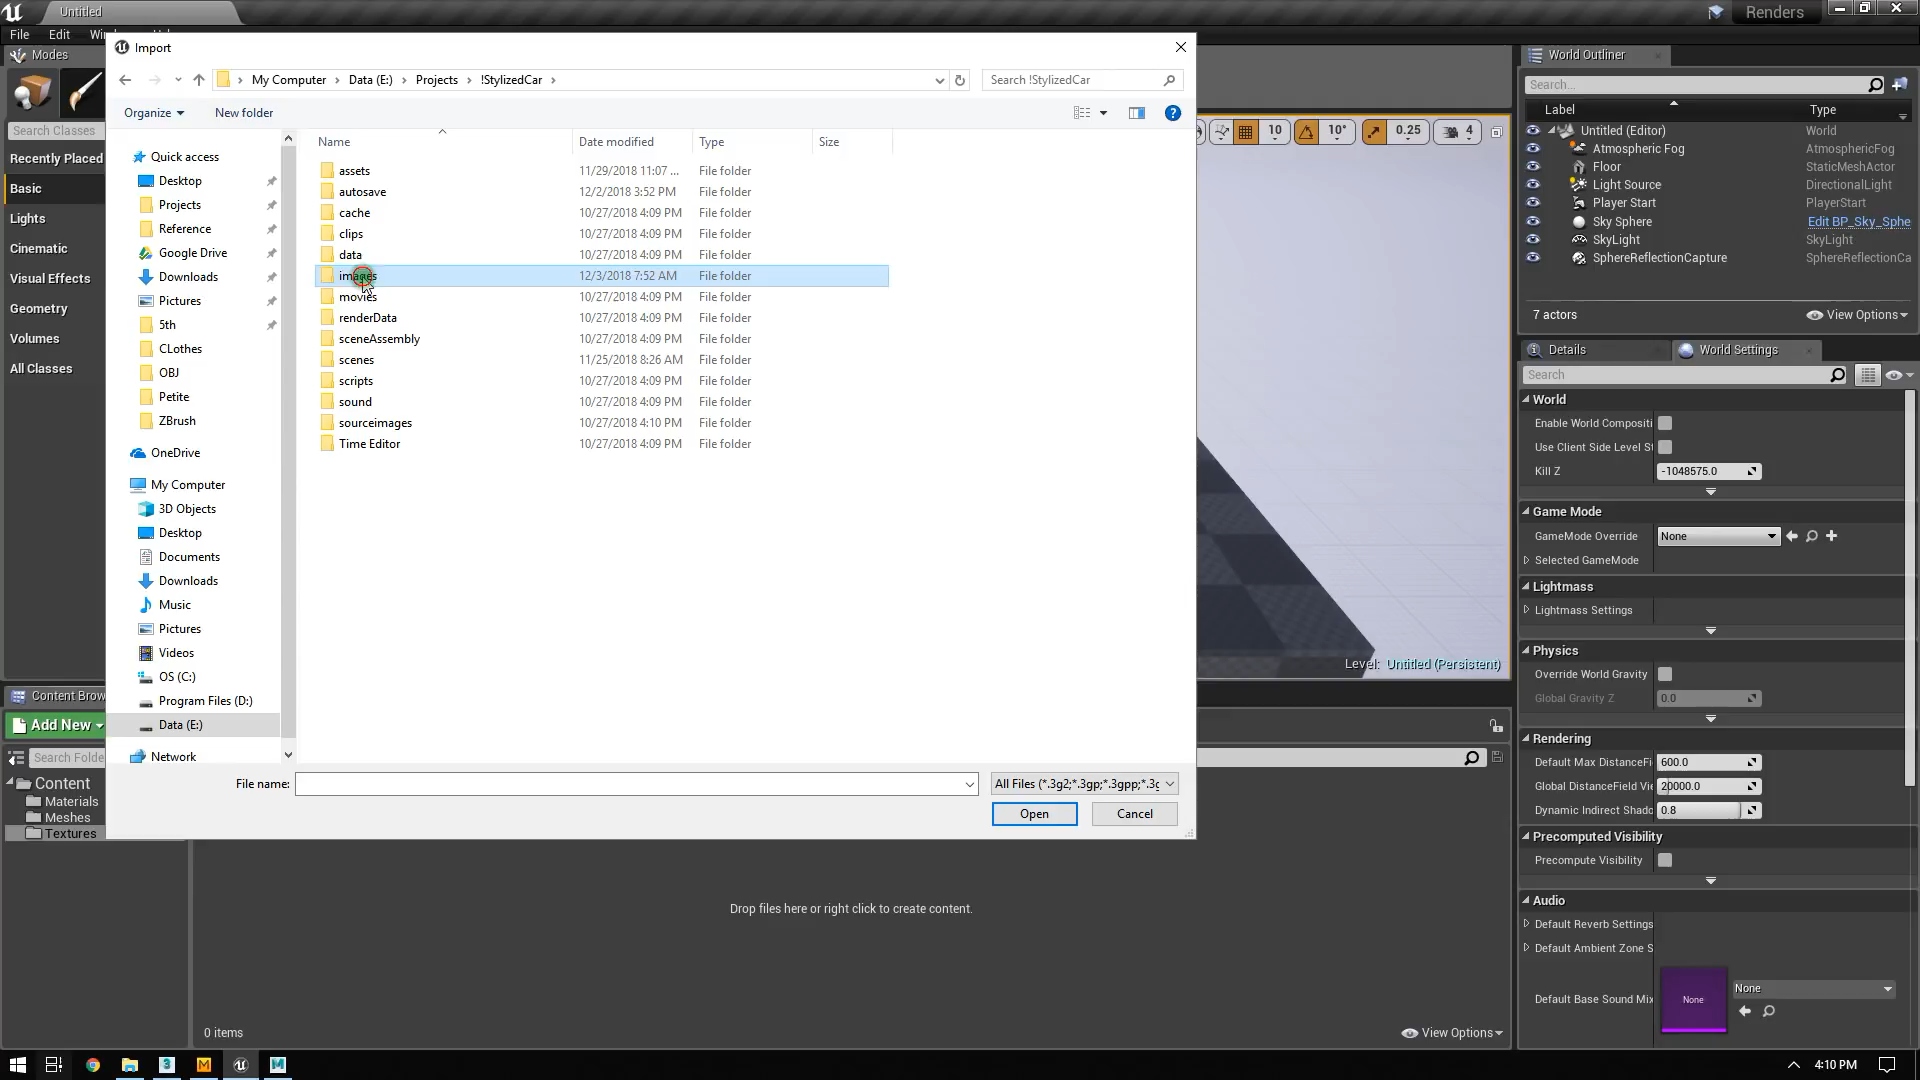 Untitled
Renders
File Edit
Modes
Search Classes
Recently Placed
Basic
Lights
Cinematic
Visual Effects
Geometry
Volumes
All Classes
Import
My Computer > Data (E:) > Projects > !StylizedCar >
Search !StylizedCar
Organize
New folder
Quick access
Desktop
Projects
Reference
Google Drive
Downloads
Pictures
5th
CLothes
OBJ
Petite
ZBrush
OneDrive
My Computer
3D Objects
Desktop
Documents
Downloads
Music
Pictures
Videos
OS (C:)
Program Files (D:)
Data (E:)
Network
Name Date modified Type Size
assets 11/29/2018 11:07 ... File folder
autosave 12/2/2018 3:52 PM File folder
cache 10/27/2018 4:09 PM File folder
clips 10/27/2018 4:09 PM File folder
data 10/27/2018 4:09 PM File folder
images 12/3/2018 7:52 AM File folder
movies 10/27/2018 4:09 PM File folder
renderData 10/27/2018 4:09 PM File folder
sceneAssembly 10/27/2018 4:09 PM File folder
scenes 11/25/2018 8:26 AM File folder
scripts 10/27/2018 4:09 PM File folder
sound 10/27/2018 4:09 PM File folder
sourceimages 10/27/2018 4:10 PM File folder
Time Editor 10/27/2018 4:09 PM File folder
File name:
All Files (*.3g2;*.3gp;*.3gpp;*.3g
Open
Cancel
10 10° 0.25 4
Level: Untitled (Persistent)
World Outliner
Search...
Label Type
Untitled (Editor) World
Atmospheric Fog AtmosphericFog
Floor StaticMeshActor
Light Source DirectionalLight
Player Start PlayerStart
Sky Sphere Edit BP_Sky_Sphe
SkyLight SkyLight
SphereReflectionCapture SphereReflectionCa
7 actors
View Options
Details
World Settings
Search
World
Enable World Compositi
Use Client Side Level S
Kill Z -1048575.0
Game Mode
GameMode Override None
Selected GameMode
Lightmass
Lightmass Settings
Physics
Override World Gravity
Global Gravity Z 0.0
Rendering
Default Max DistanceFi 600.0
Global DistanceField Vie 20000.0
Dynamic Indirect Shado 0.8
Precomputed Visibility
Precompute Visibility
Audio
Default Reverb Settings
Default Ambient Zone S
Default Base Sound Mix None None
Content Brow
Add New
Search Folde
Content
Materials
Meshes
Textures
Drop files here or right click to create content.
0 items
View Options
4:10 PM